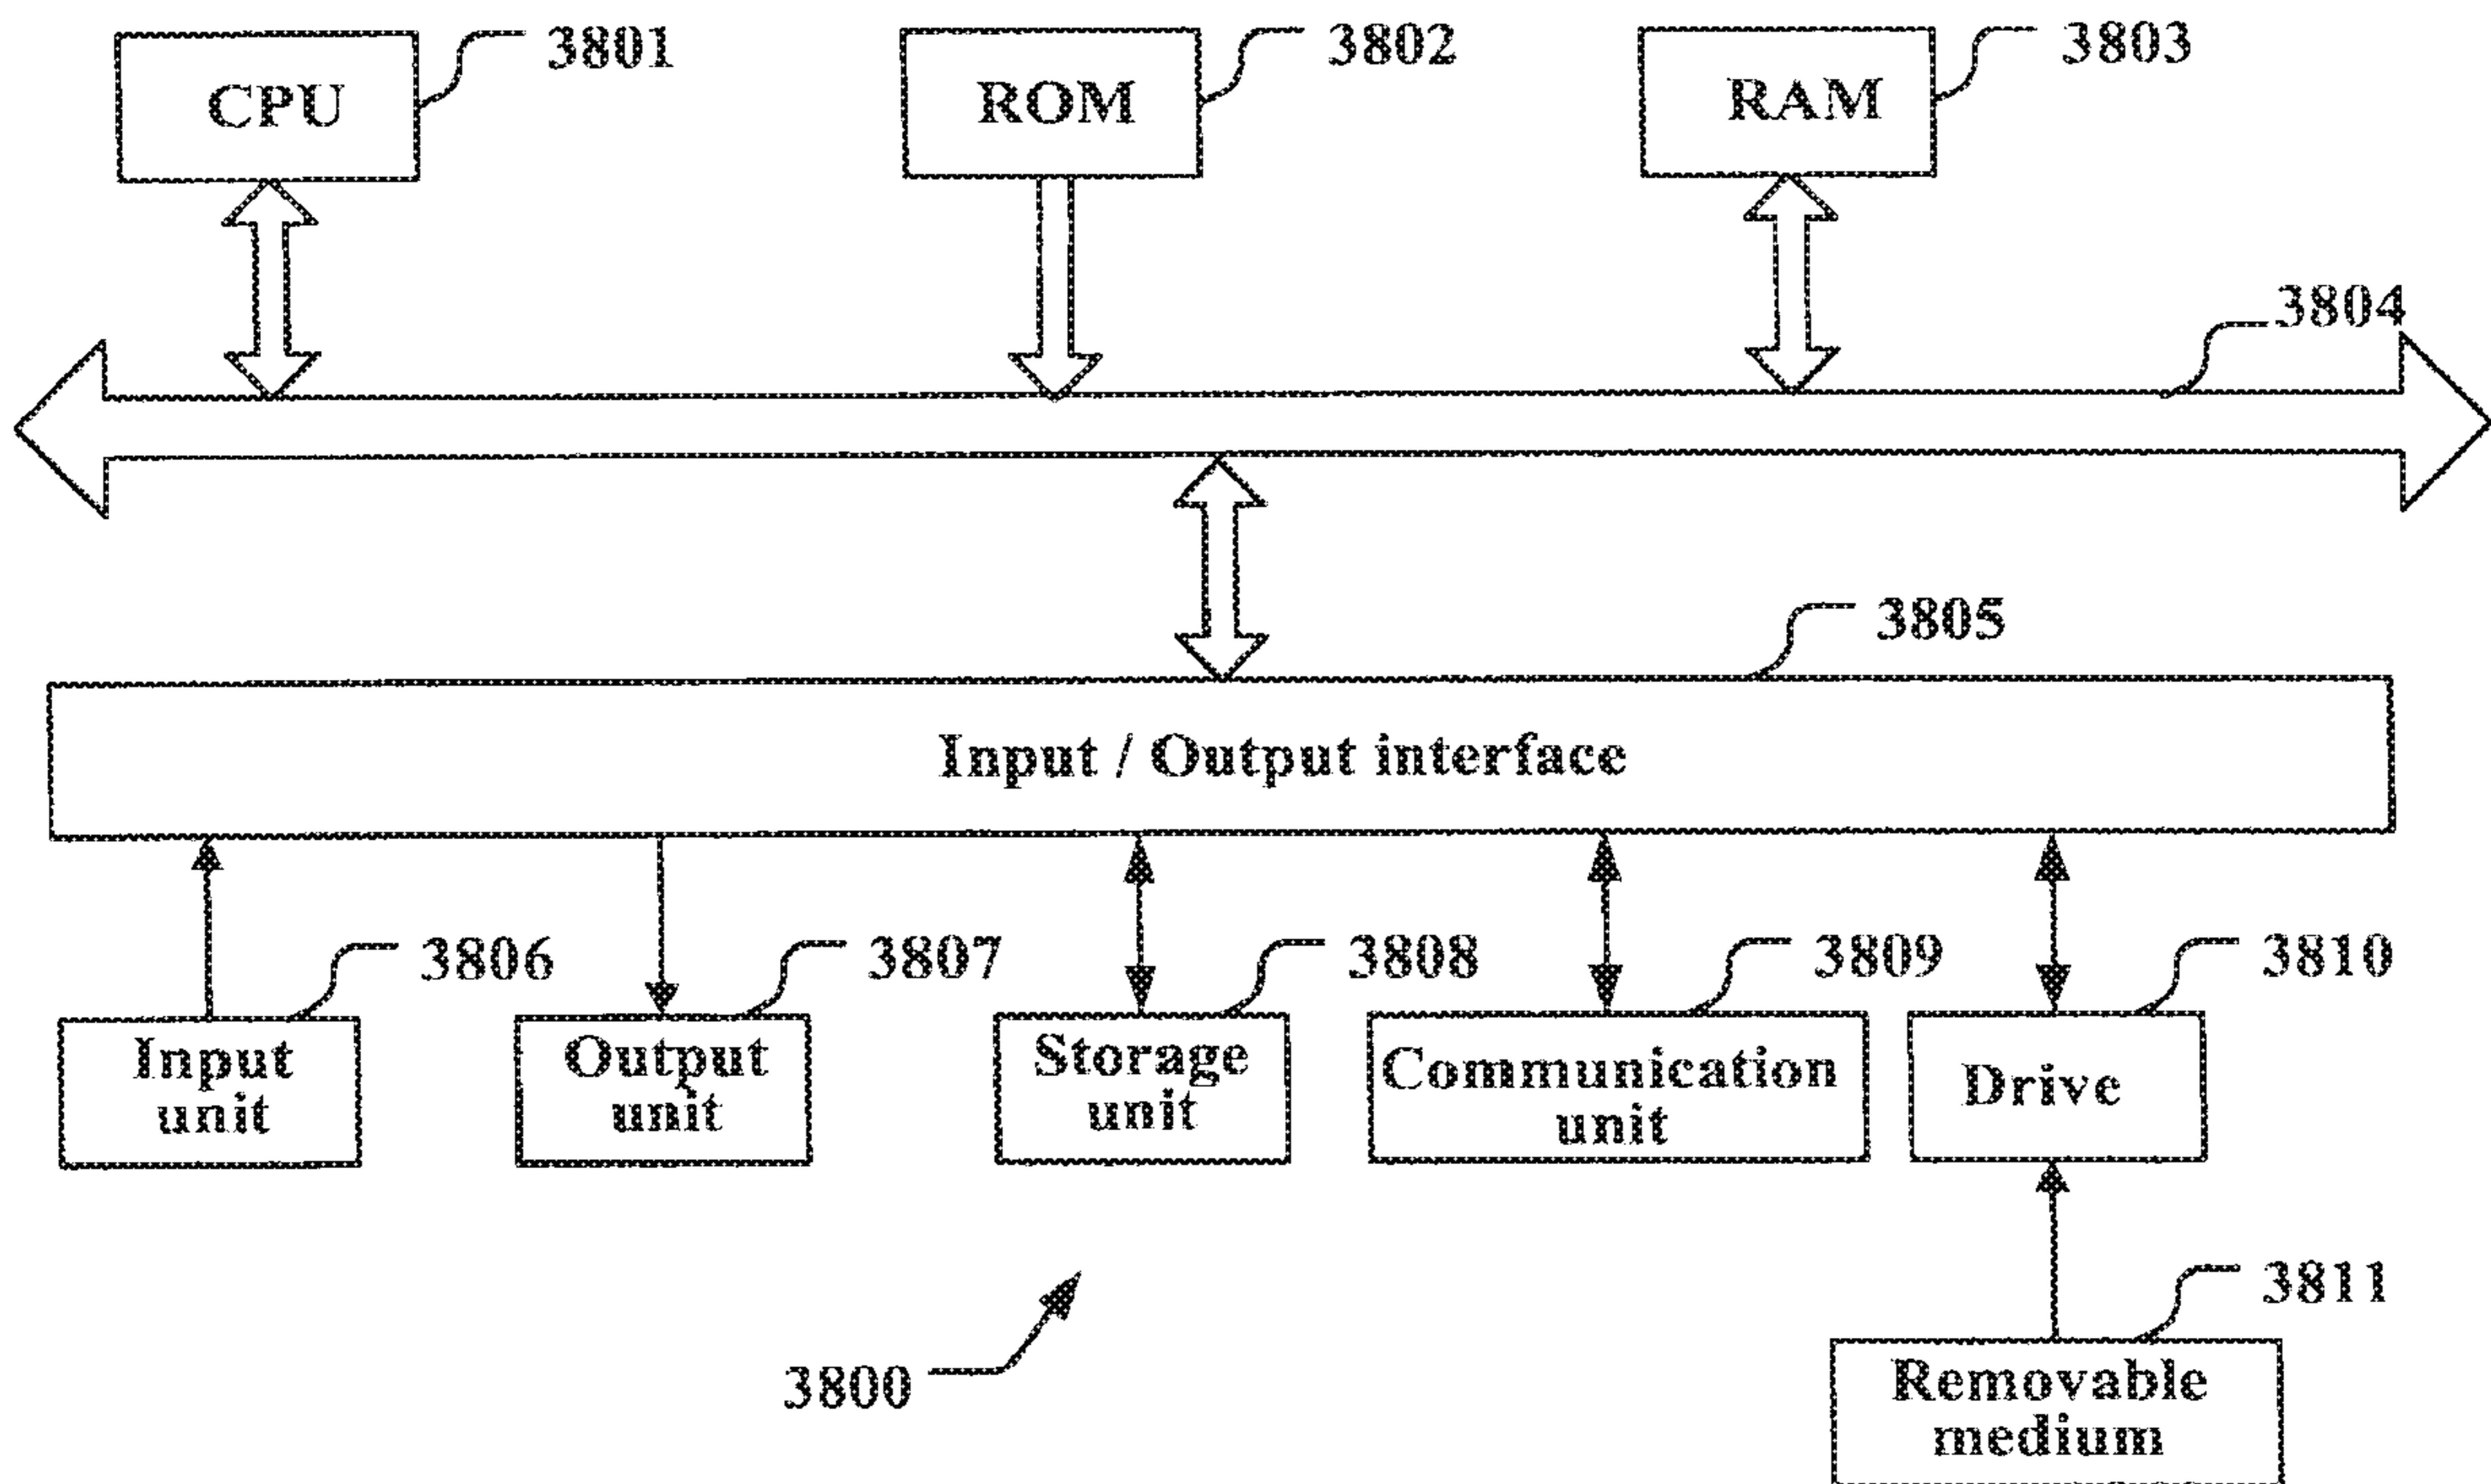 CPU
3801
ROM
3802
RAM
3803
3804
3805
Input / Output interface
3806
3807
3808
3809
3810
Input
unit
Output
unit
Storage
unit
Communication
unit
Drive
3811
3800
Removable
medium